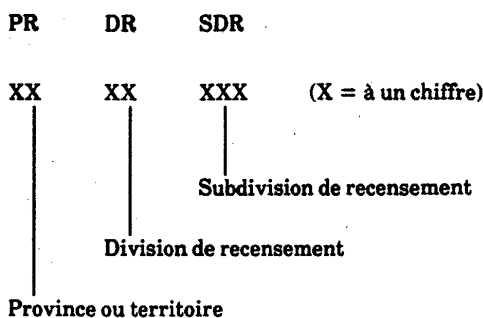 PR DR SDR
XX XX XXX (X = à un chiffre)
Subdivision de recensement
Division de recensement
Province ou territoire